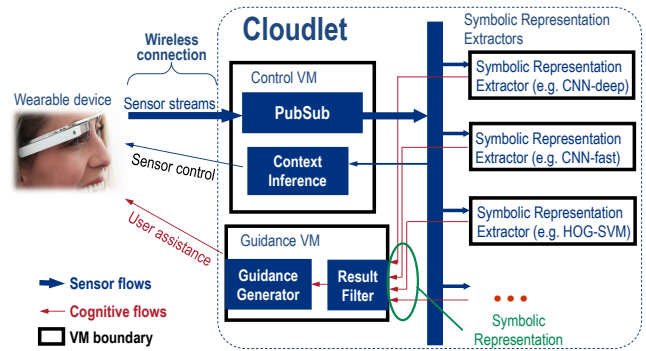 Cloudlet
Wireless
connection
Symbolic Representation
Extractors
Wearable device
Sensor streams
Control VM
PubSub
Symbolic Representation
Extractor (e.g. CNN-deep)
Sensor control
Context
Inference
Symbolic Representation
Extractor (e.g. CNN-fast)
Symbolic Representation
Extractor (e.g. HOG-SVM)
User assistance
Guidance VM
Guidance
Generator
Result
Filter
Sensor flows
Cognitive flows
VM boundary
...
Symbolic
Representation